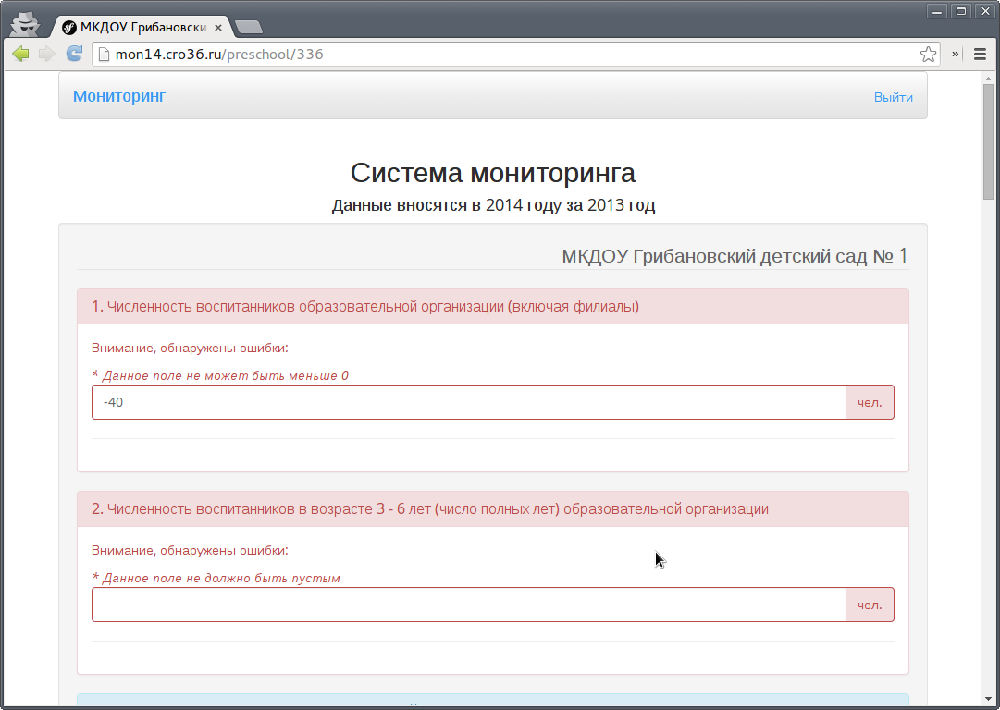 МКДОУ Грибановски
mon14.cro36.ru/preschool/336
»
Мониторинг
Выйти
Система мониторинга
Данные вносятся в 2014 году за 2013 год
МКДОУ Грибановский детский сад № 1
1. Численность воспитанников образовательной организации (включая филиалы)
Внимание, обнаружены ошибки:
* Данное поле не может быть меньше 0
-40
чел.
2. Численность воспитанников в возрасте 3 - 6 лет (число полных лет) образовательной организации
Внимание, обнаружены ошибки:
* Данное поле не должно быть пустым
чел.